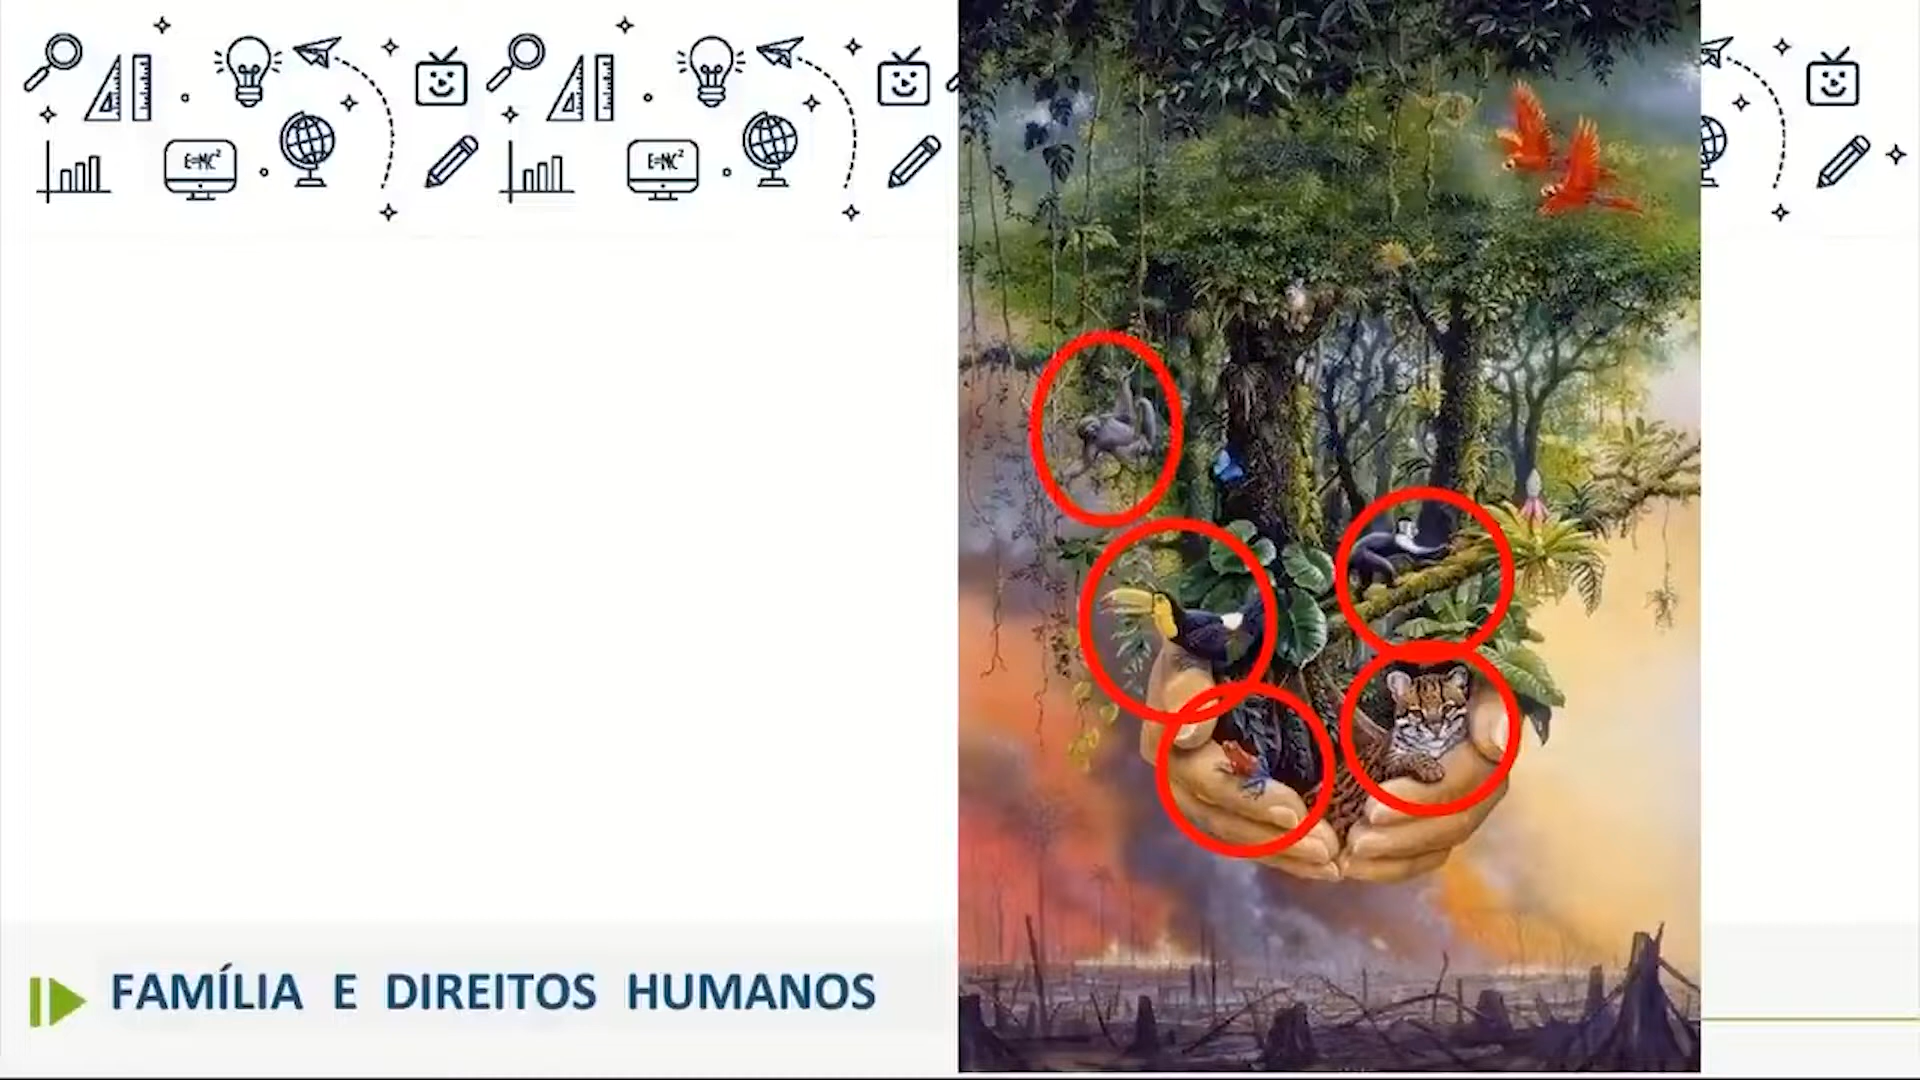 E=MC²
E=MC²
FAMÍLIA E DIREITOS HUMANOS